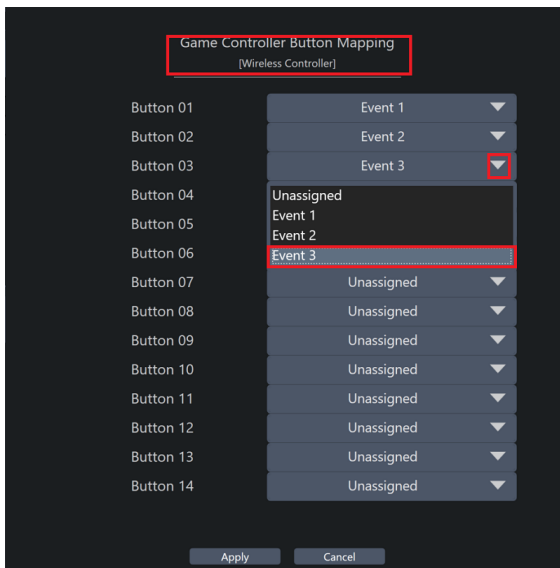 Game Controller Button Mapping
[Wireless Controller]
Button 01 Event 1
Button 02 Event 2
Button 03 Event 3
Button 04 Unassigned
Event 1
Button 05 Event 2
Button 06 Event 3
Button 07 Unassigned
Button 08 Unassigned
Button 09 Unassigned
Button 10 Unassigned
Button 11 Unassigned
Button 12 Unassigned
Button 13 Unassigned
Button 14 Unassigned
Apply Cancel